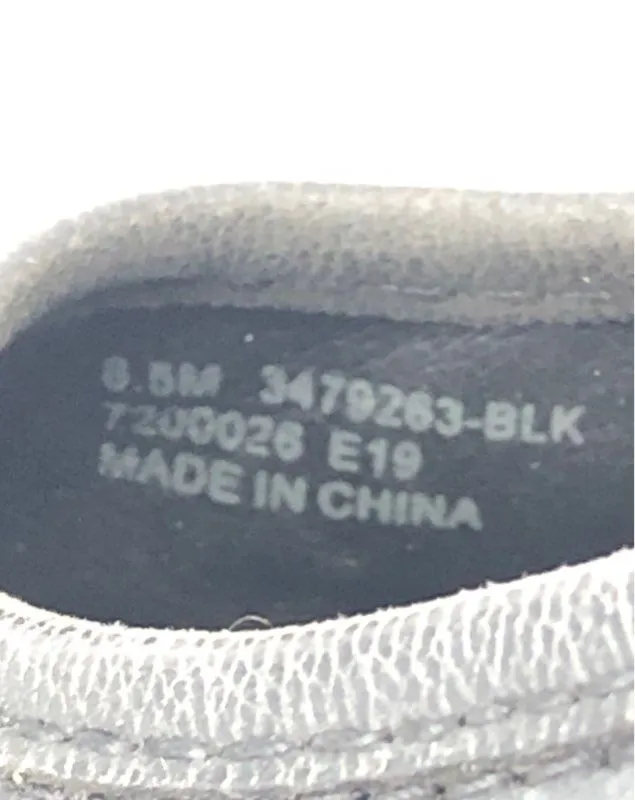 8.5M 3479263-BLK
7200026 E19
MADE IN CHINA